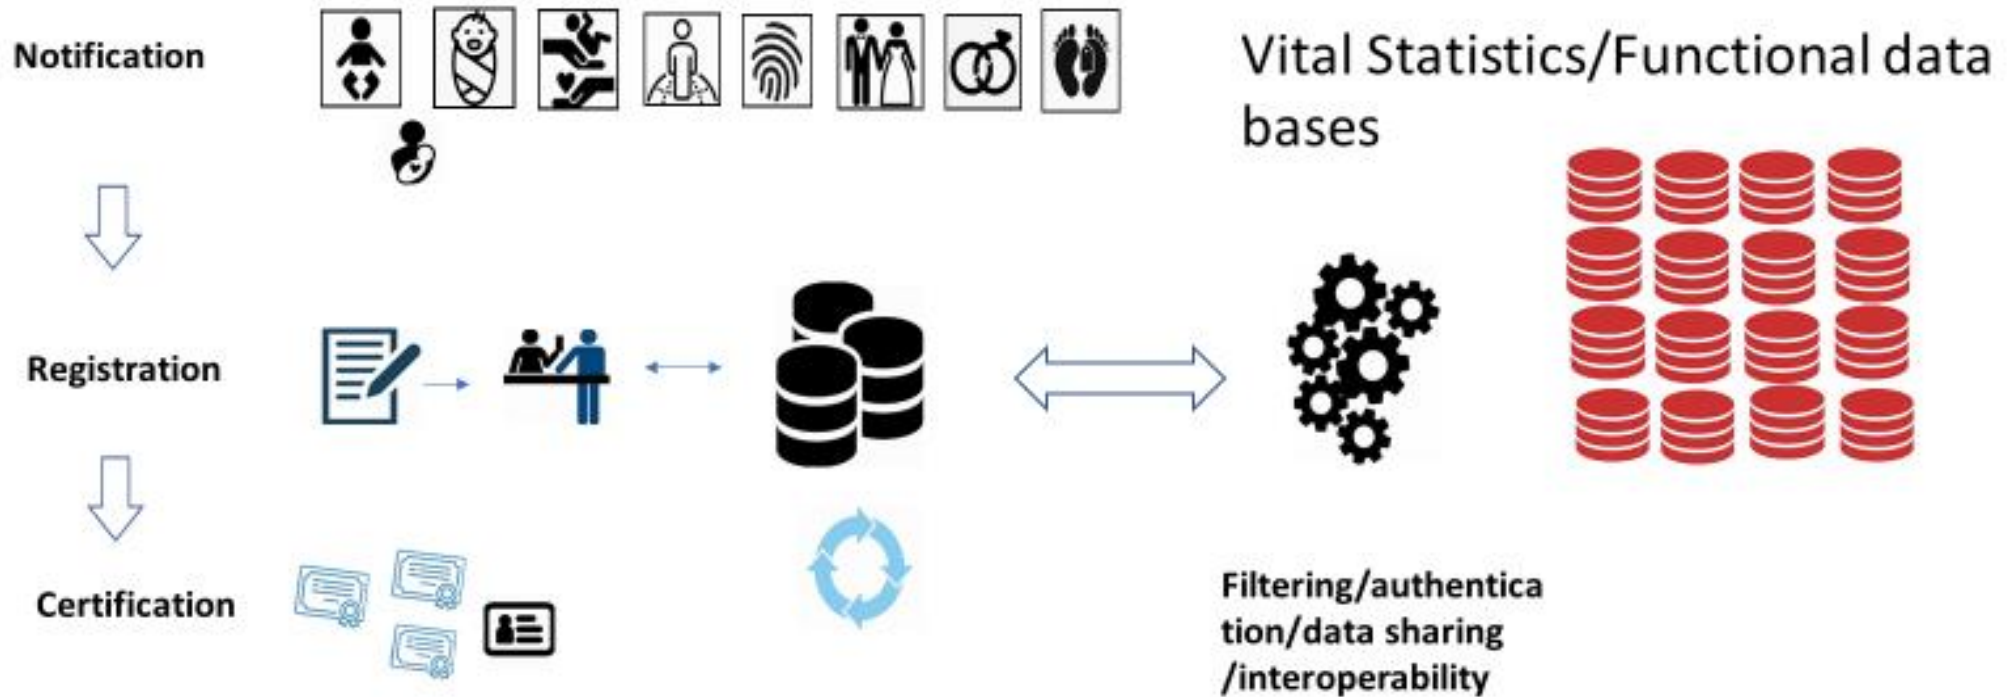 Notification
Vital Statistics/Functional data
bases
Registration
Certification
Filtering/authentica
tion/data sharing
/interoperability